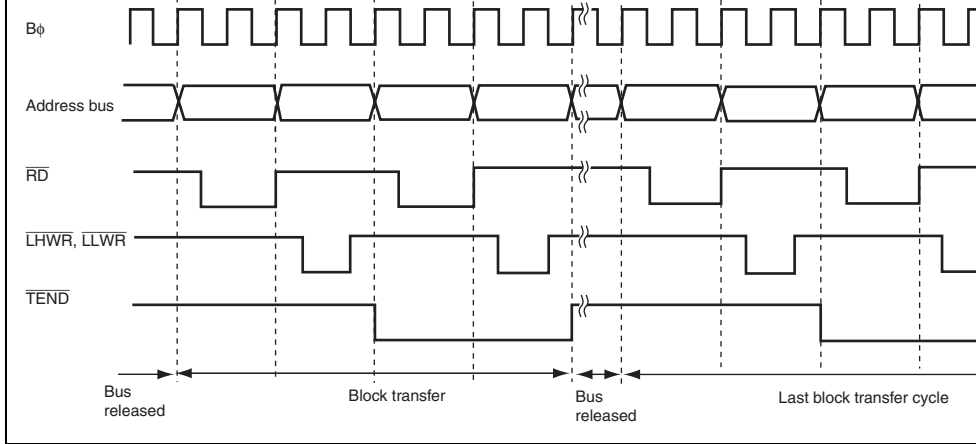 Bφ
Address bus
RD
LHWR, LLWR
TEND
Bus
released
Block transfer
Bus
released
Last block transfer cycle